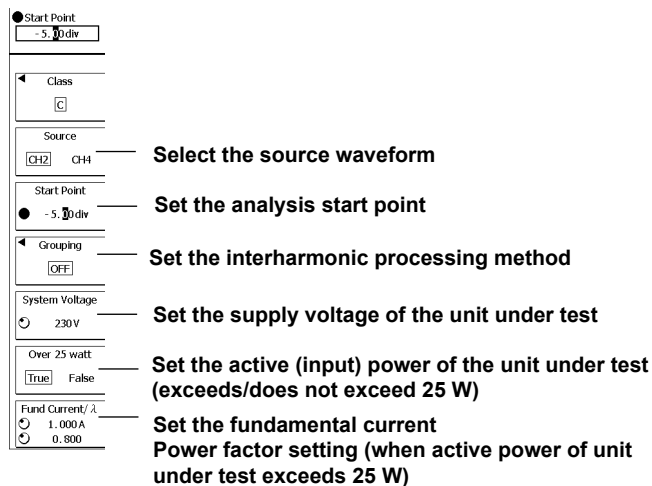 Start Point
-5.00div
Class
C
Source
CH2 CH4
Select the source waveform
Start Point
-5.00div
Set the analysis start point
Grouping
OFF
Set the interharmonic processing method
System Voltage
230V
Set the supply voltage of the unit under test
Over 25 watt
True False
Set the active (input) power of the unit under test
(exceeds/does not exceed 25 W)
Fund Current/ λ
1.000A
0.800
Set the fundamental current
Power factor setting (when active power of unit
under test exceeds 25 W)